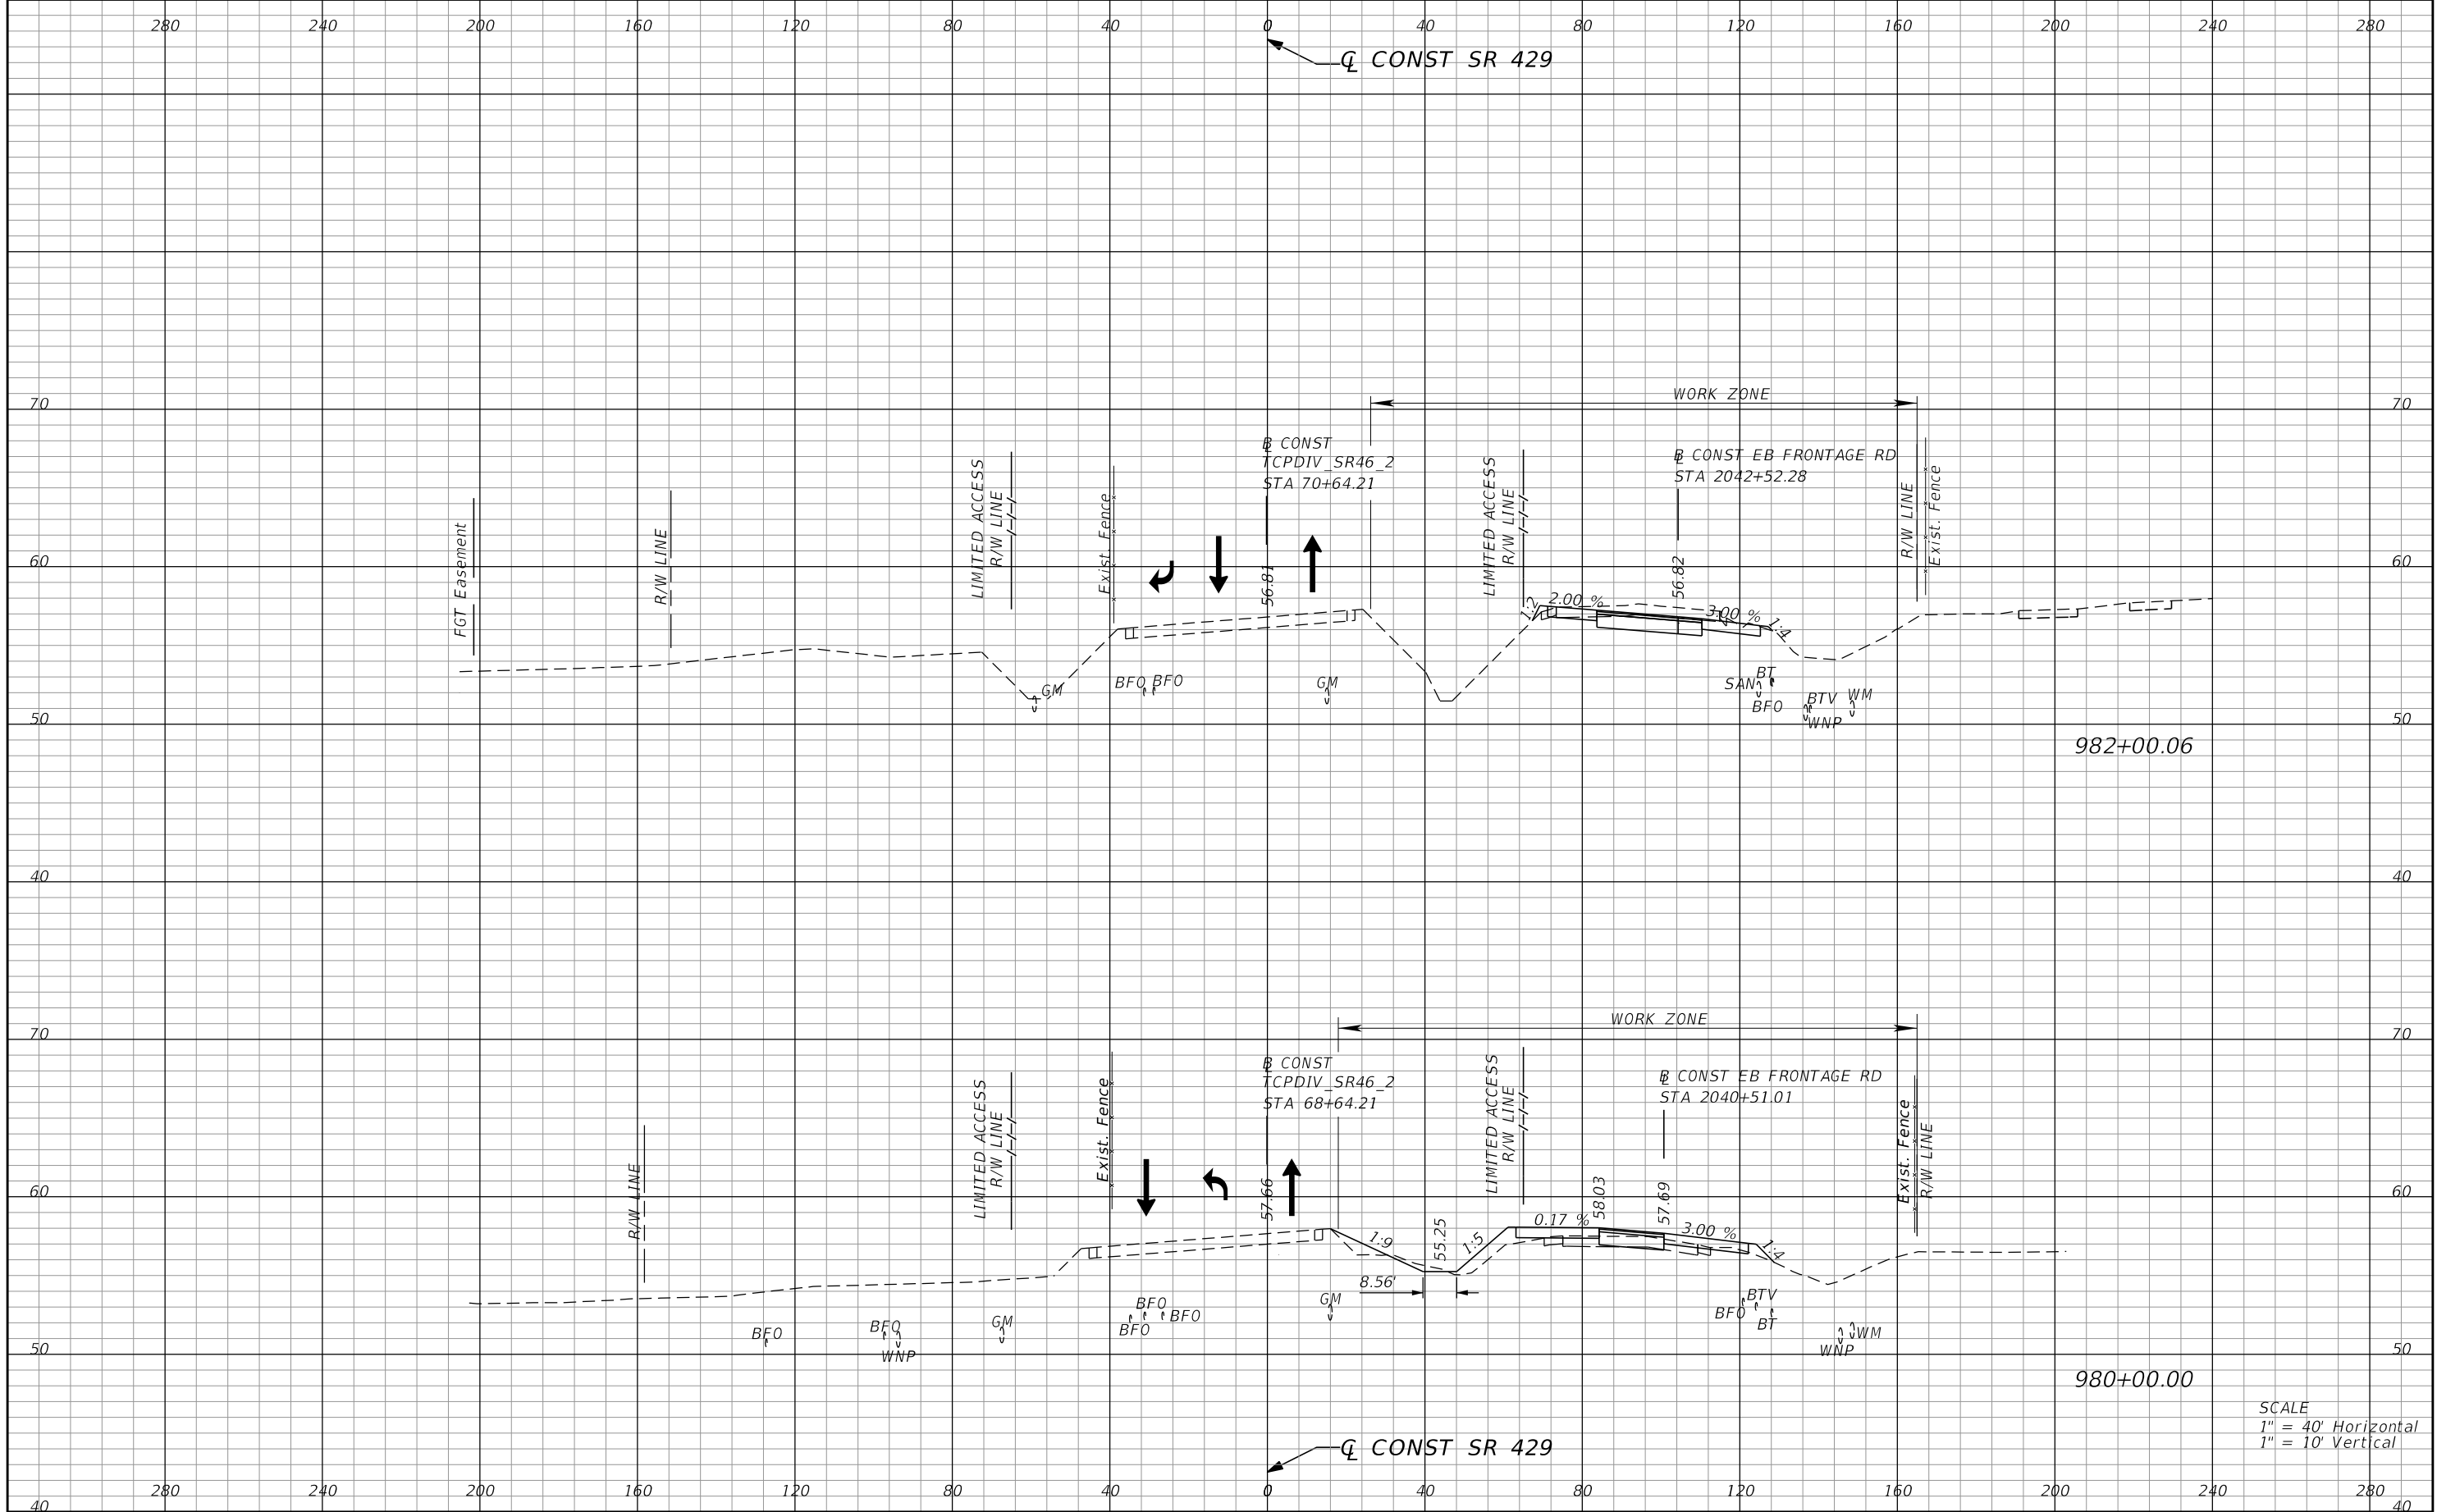 280 240 200 160 120 80 40 0 40 80 120 160 200 240 280
℄ CONST SR 429
70 70
WORK ZONE
LIMITED ACCESS
R/W LINE
Exist. Fence
FGT Easement
R/W LINE
B CONST
TCPDIV_SR46_2
STA 70+64.21
LIMITED ACCESS
R/W LINE
B CONST EB FRONTAGE RD
STA 2042+52.28
R/W LINE
Exist. Fence
60 60
56.81
56.82
1:2
2.00 %
3.00 %
1:4
GM
BFO
BFO
GM
SAN
BT
BFO
BTV
WNP
WM
50 50
982+00.06
40 40
70 70
WORK ZONE
R/W LINE
LIMITED ACCESS
R/W LINE
Exist. Fence
B CONST
TCPDIV_SR46_2
STA 68+64.21
LIMITED ACCESS
R/W LINE
B CONST EB FRONTAGE RD
STA 2040+51.01
Exist. Fence
R/W LINE
60 60
57.66
1:9
55.25
1:5
0.17 %
58.03
57.69
3.00 %
1:4
8.56'
BFO
BFO
WNP
GM
BFO
BFO
BFO
GM
BFO
BTV
BT
WNP
WM
50 50
980+00.00
SCALE
1" = 40' Horizontal
1" = 10' Vertical
℄ CONST SR 429
280 240 200 160 120 80 40 0 40 80 120 160 200 240 280
40 40